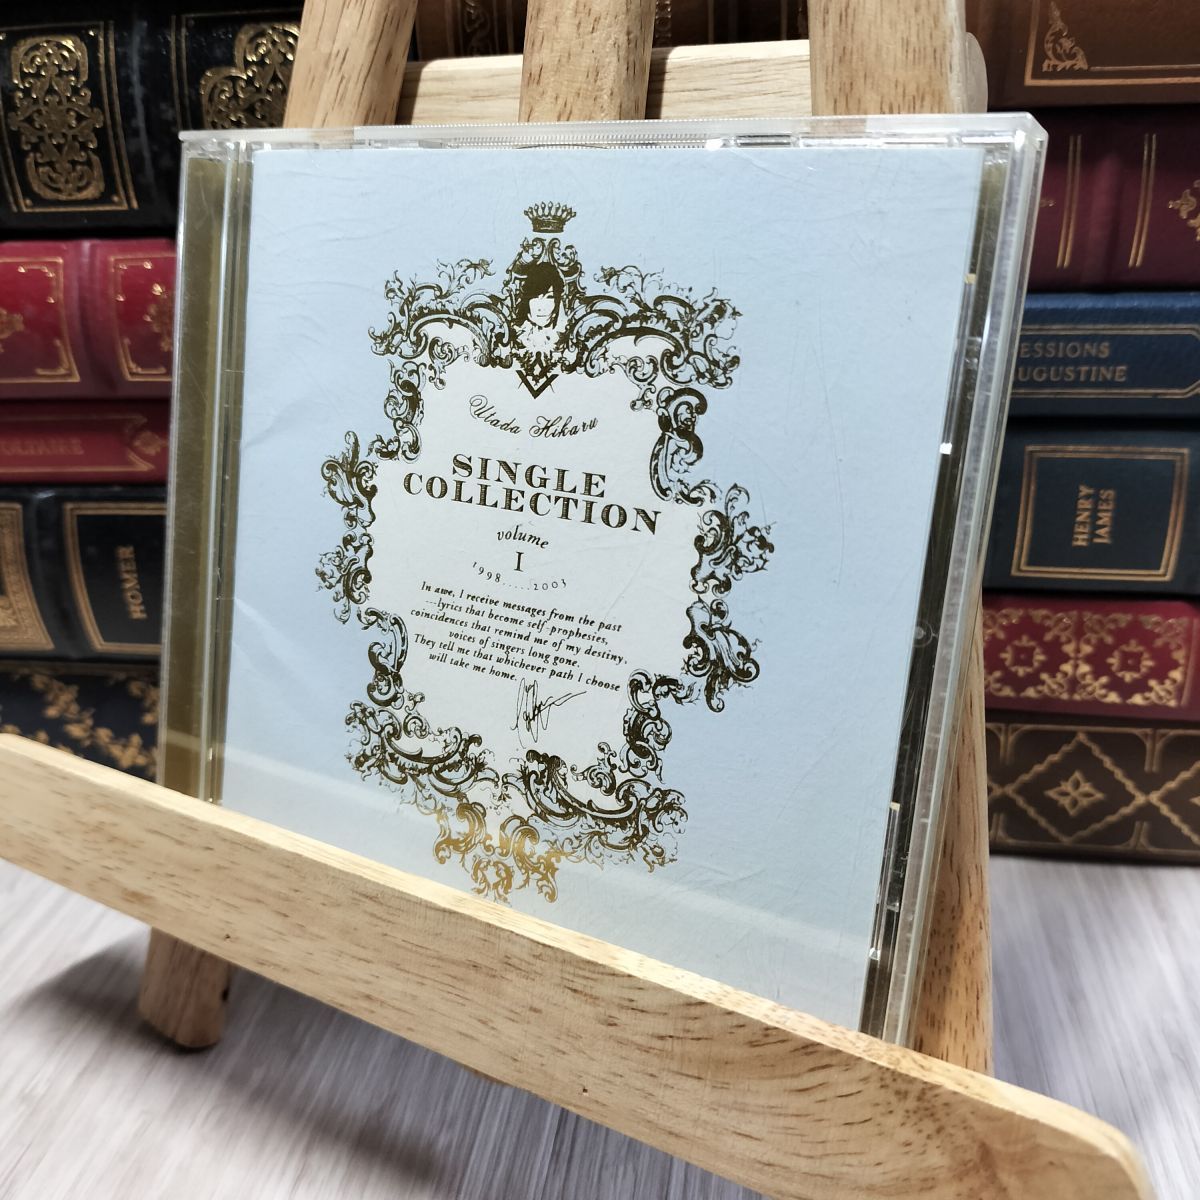 Utada Hikaru
SINGLE
COLLECTION
volume
I
1998.....2003
In awe, I receive messages from the past
—lyrics that become self-prophesies,
coincidences that remind me of my destiny,
voices of singers long gone.
They tell me that whichever path I choose
will take me home.
ESSIONS
UGUSTINE
HENRY
JAMES
OLTAIRE
HOMER